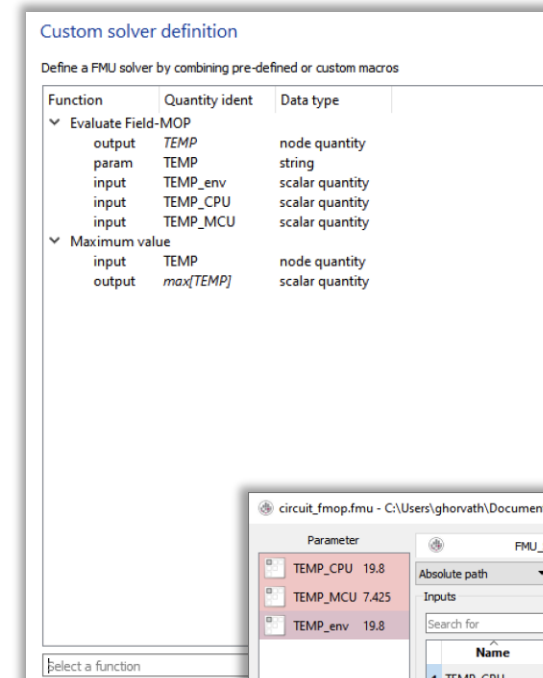 Custom solver definition
Define a FMU solver by combining pre-defined or custom macros
Function Quantity ident Data type
Evaluate Field-MOP
output TEMP node quantity
param TEMP string
input TEMP_env scalar quantity
input TEMP_CPU scalar quantity
input TEMP_MCU scalar quantity
Maximum value
input TEMP node quantity
output max[TEMP] scalar quantity
Select a function
circuit_fmop.fmu - C:\Users\ghorvath\Documen
Parameter
TEMP_CPU 19.8
TEMP_MCU 7.425
TEMP_env 19.8
FMU_
Absolute path
Inputs
Search for
Name
TEMP_CPU